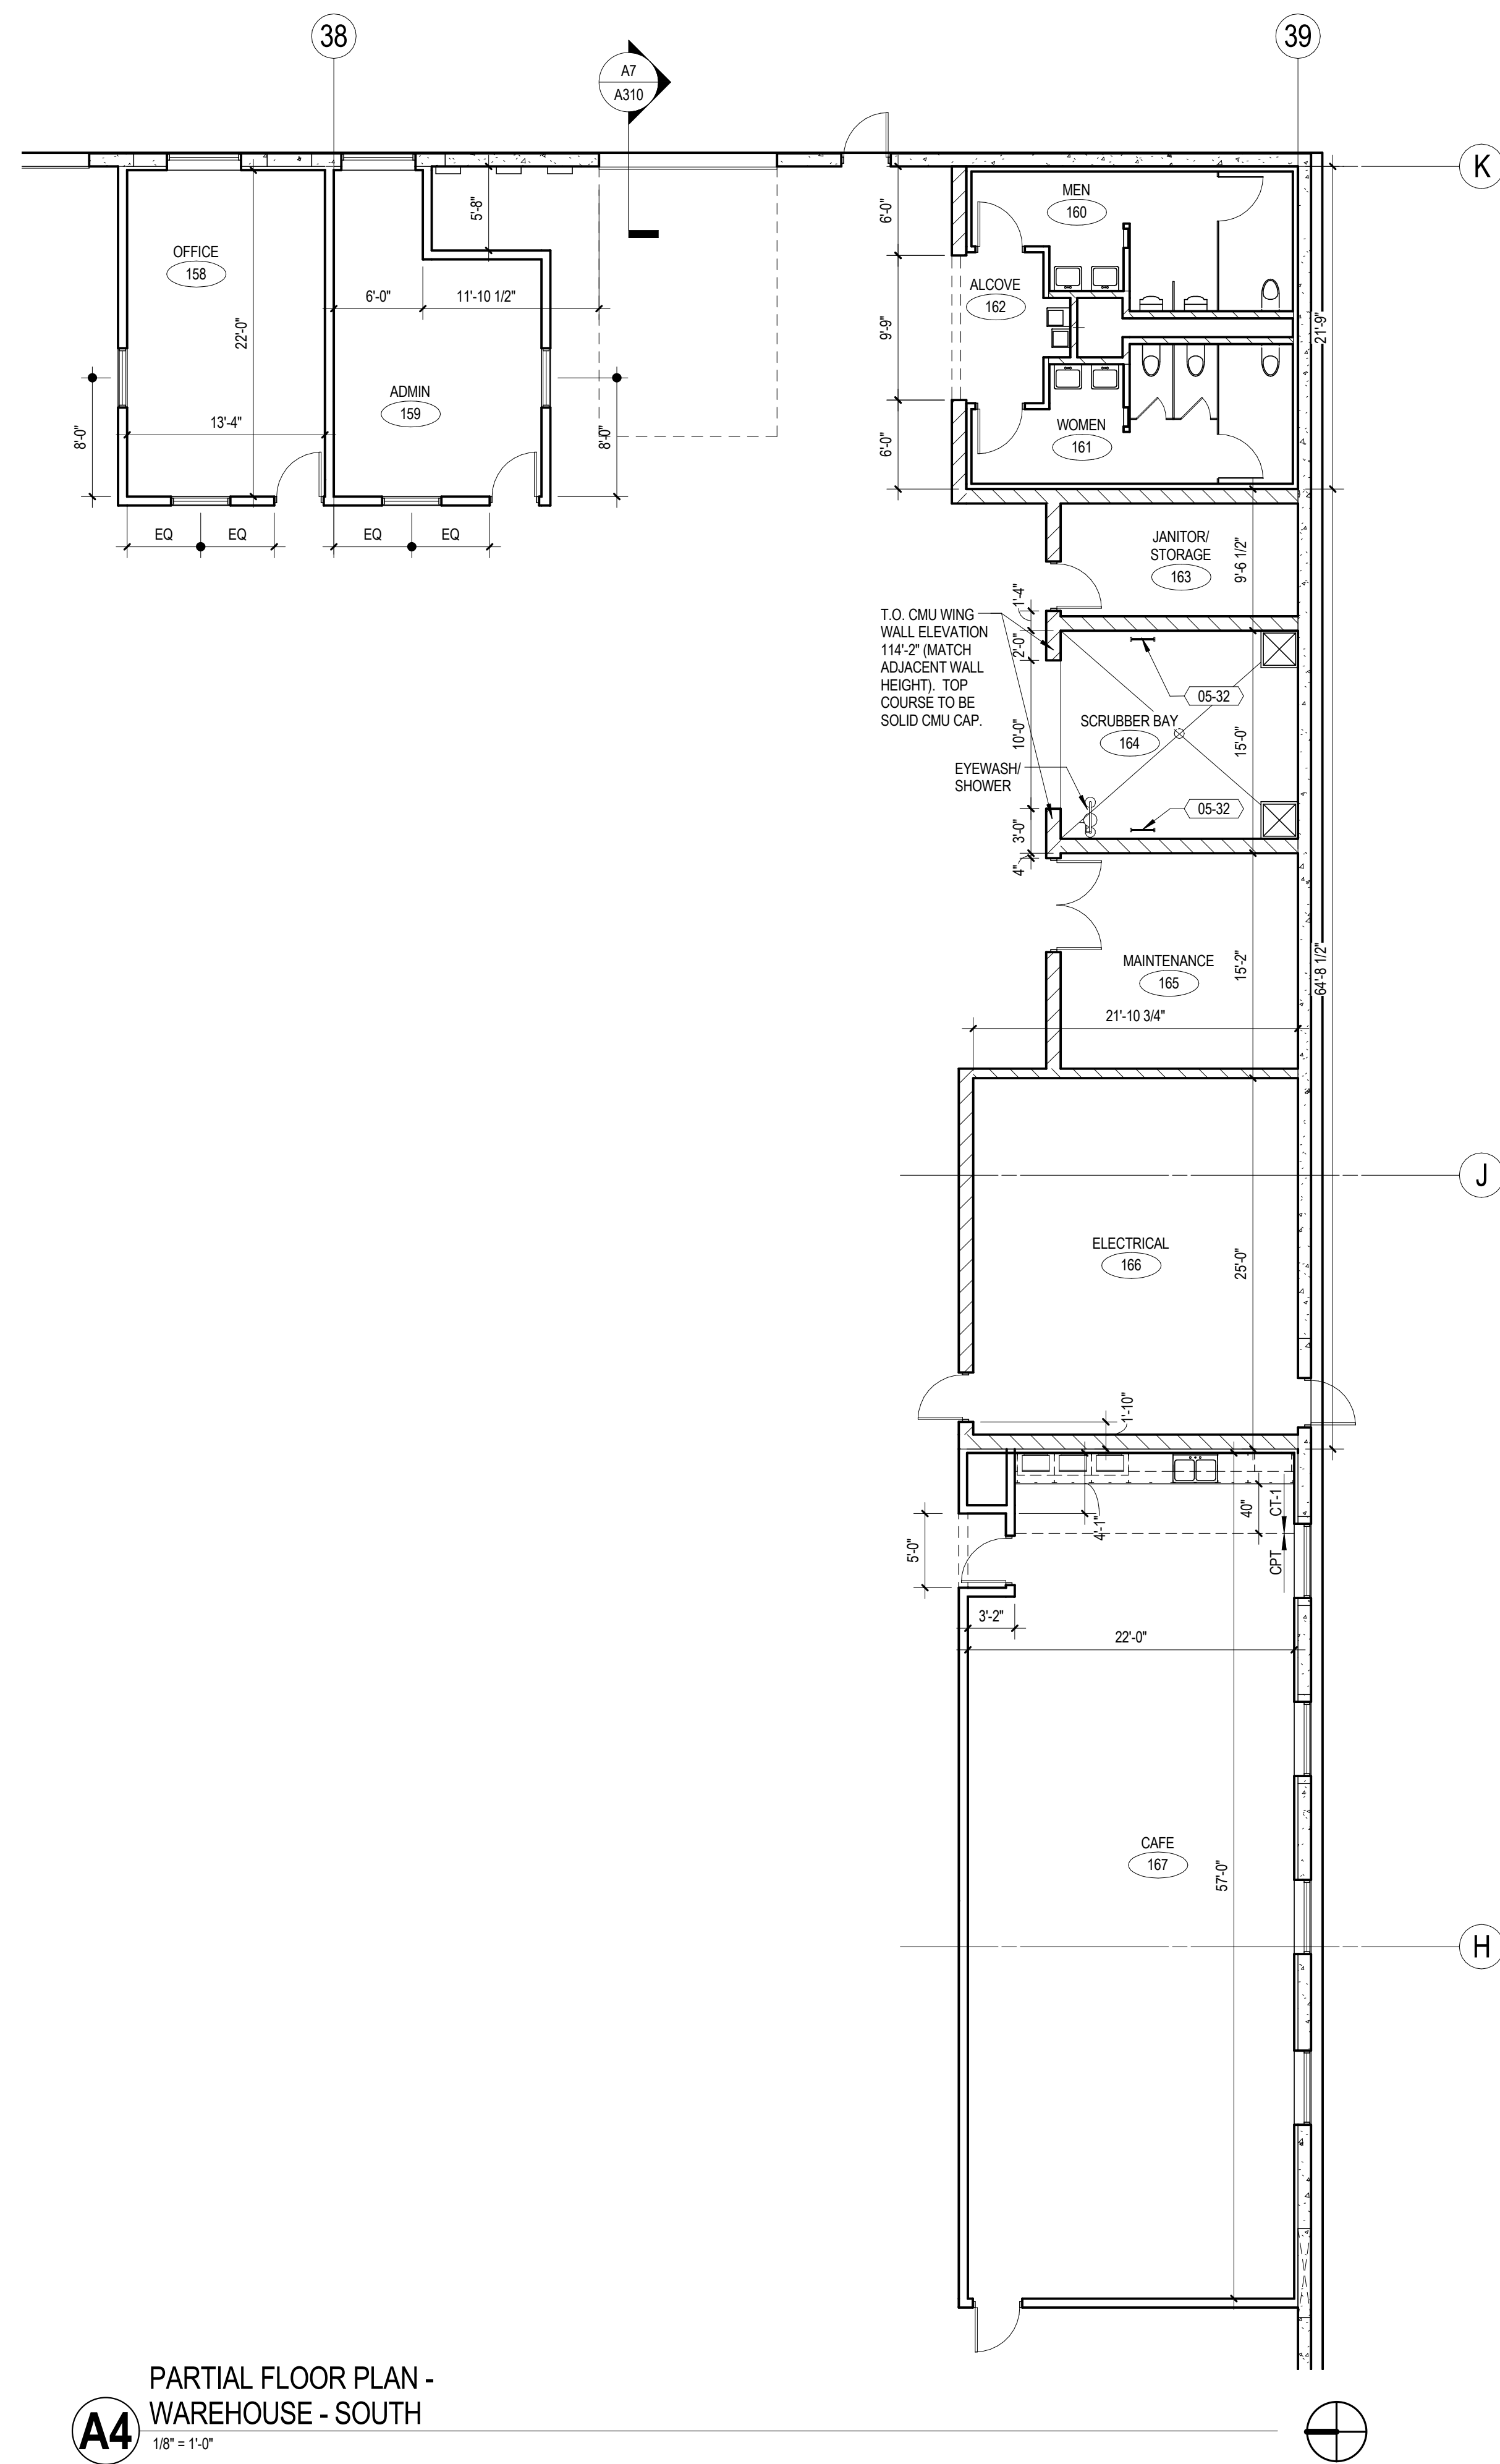 38
39
A7
A310
K
MEN
160
6'-0"
5'-8"
OFFICE
158
ALCOVE
162
6'-0"
11'-10 1/2"
22'-0"
9'-9"
21'-9"
ADMIN
159
13'-4"
8'-0"
8'-0"
WOMEN
161
6'-0"
EQ
EQ
EQ
EQ
JANITOR/
STORAGE
163
9'-6 1/2"
1'-4"
T.O. CMU WING
WALL ELEVATION
114'-2" (MATCH
ADJACENT WALL
HEIGHT). TOP
COURSE TO BE
SOLID CMU CAP.
2'-0"
05-32
SCRUBBER BAY
164
10'-0"
15'-0"
EYEWASH/
SHOWER
05-32
3'-0"
4"
MAINTENANCE
165
15'-2"
64'-8 1/2"
21'-10 3/4"
J
ELECTRICAL
166
25'-0"
1'-10"
40"
CT-1
4'-1"
5'-0"
CPT
3'-2"
22'-0"
CAFE
167
57'-0"
H
PARTIAL FLOOR PLAN -
WAREHOUSE - SOUTH
A4
1/8" = 1'-0"